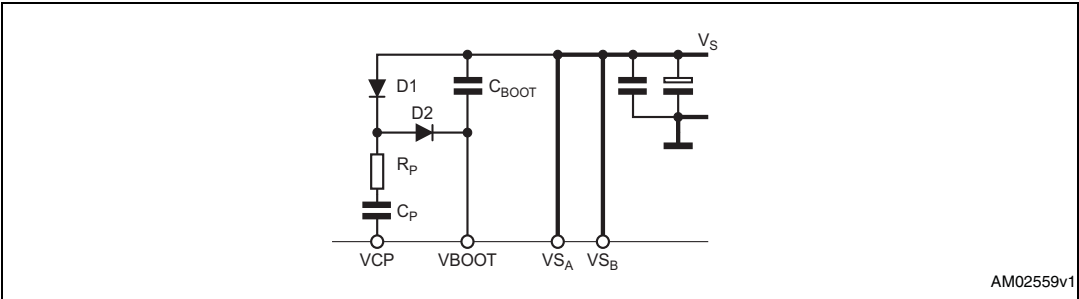 V_S
D1
C_BOOT
D2
R_P
C_P
VCP
VBOOT
VS_A
VS_B
AM02559v1